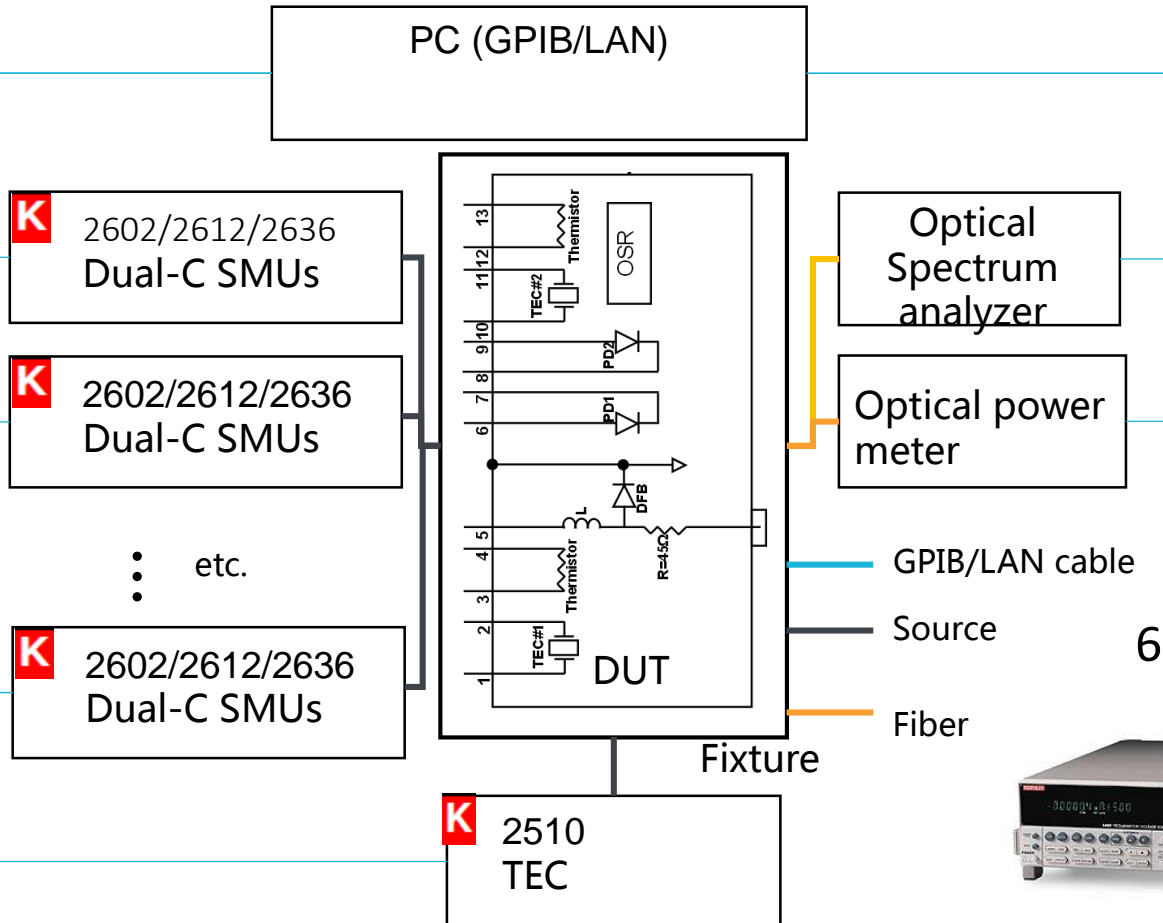 PC (GPIB/LAN)
K
2602/2612/2636
Dual-C SMUs
K
2602/2612/2636
Dual-C SMUs
etc.
K
2602/2612/2636
Dual-C SMUs
13
12
11
10
9
8
7
6
5
4
3
2
1
Thermistor
OSR
TEC#2
PD2
PD1
DFB
L
R=45Ω
Thermistor
TEC#1
DUT
Fixture
Optical
Spectrum
analyzer
Optical power
meter
GPIB/LAN cable
Source
Fiber
6
K
2510
TEC
KEITHLEY